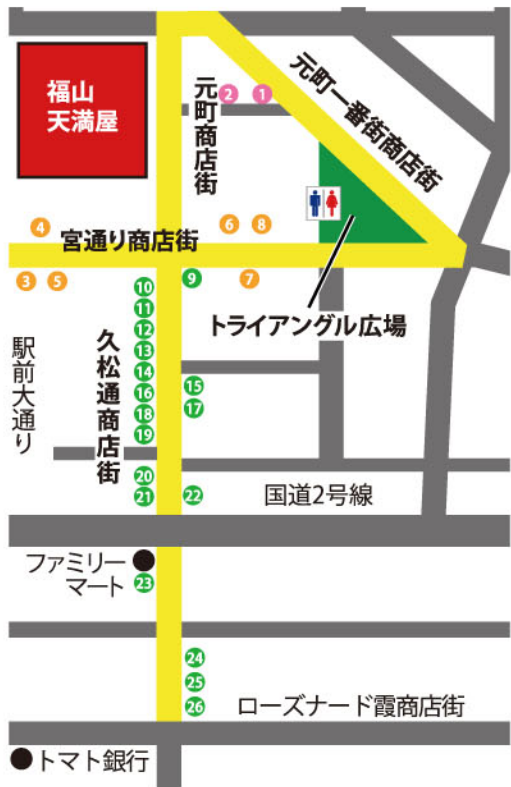 福山
天満屋
元町商店街
2
1
元町一番街商店街
4
宮通り商店街
6
8
3
5
9
7
トライアングル広場
駅前大通り
久松通商店街
10
11
12
13
14
16
18
19
15
17
20
21
22
国道2号線
ファミリー
マート
23
24
25
26
ローズナード霞商店街
トマト銀行